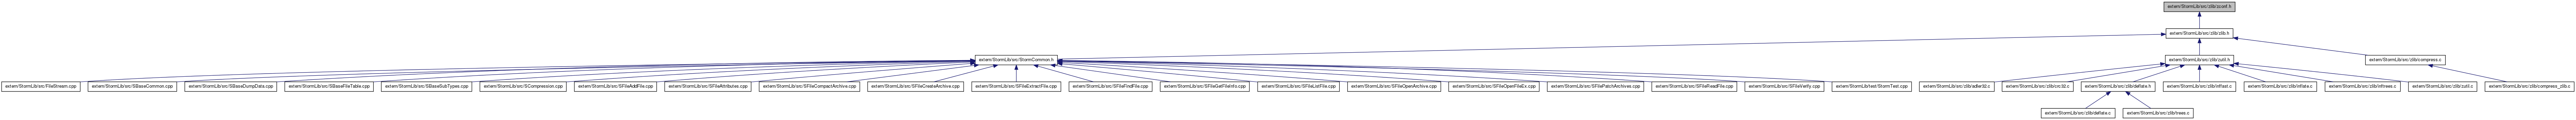 extern/StormLib/src/zlib/zconf.h
extern/StormLib/src/zlib/zlib.h
extern/StormLib/src/StormCommon.h
extern/StormLib/src/zlib/zutil.h
extern/StormLib/src/zlib/compress.c
extern/StormLib/src/FileStream.cpp
extern/StormLib/src/SBaseCommon.cpp
extern/StormLib/src/SBaseDumpData.cpp
extern/StormLib/src/SBaseFileTable.cpp
extern/StormLib/src/SBaseSubTypes.cpp
extern/StormLib/src/SCompression.cpp
extern/StormLib/src/SFileAddFile.cpp
extern/StormLib/src/SFileAttributes.cpp
extern/StormLib/src/SFileCompactArchive.cpp
extern/StormLib/src/SFileCreateArchive.cpp
extern/StormLib/src/SFileExtractFile.cpp
extern/StormLib/src/SFileFindFile.cpp
extern/StormLib/src/SFileGetFileInfo.cpp
extern/StormLib/src/SFileListFile.cpp
extern/StormLib/src/SFileOpenArchive.cpp
extern/StormLib/src/SFileOpenFileEx.cpp
extern/StormLib/src/SFilePatchArchives.cpp
extern/StormLib/src/SFileReadFile.cpp
extern/StormLib/src/SFileVerify.cpp
extern/StormLib/test/StormTest.cpp
extern/StormLib/src/zlib/adler32.c
extern/StormLib/src/zlib/crc32.c
extern/StormLib/src/zlib/deflate.h
extern/StormLib/src/zlib/inffast.c
extern/StormLib/src/zlib/inflate.c
extern/StormLib/src/zlib/inftrees.c
extern/StormLib/src/zlib/zutil.c
extern/StormLib/src/zlib/compress_zlib.c
extern/StormLib/src/zlib/deflate.c
extern/StormLib/src/zlib/trees.c